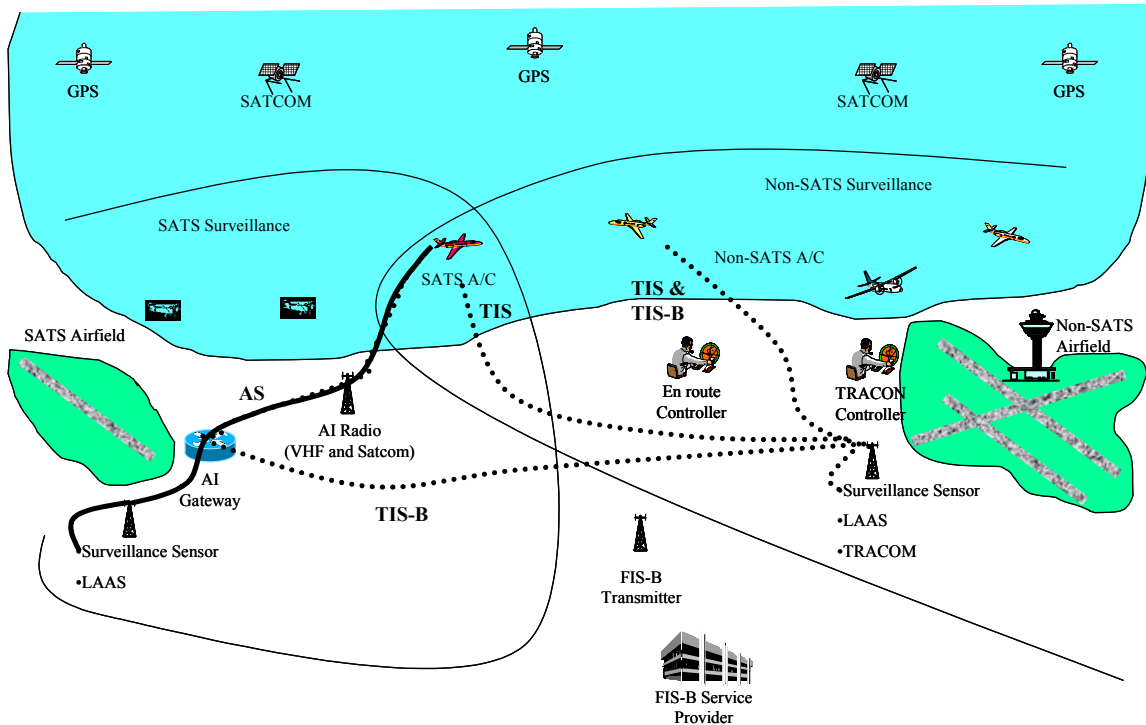 GPS
SATCOM
GPS
SATCOM
GPS
SATS Surveillance
Non-SATS Surveillance
SATS A/C
Non-SATS A/C
TIS
TIS &
TIS-B
SATS Airfield
Non-SATS
Airfield
En route
Controller
TRACON
Controller
AS
AI Radio
(VHF and Satcom)
AI
Gateway
TIS-B
Surveillance Sensor
•LAAS
•TRACOM
Surveillance Sensor
•LAAS
FIS-B
Transmitter
FIS-B Service
Provider